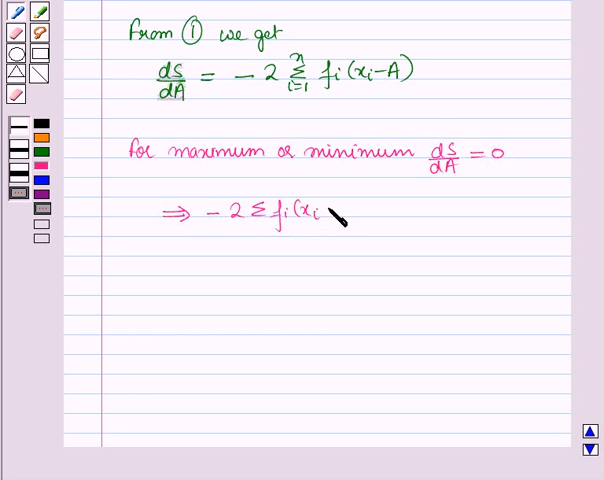 From ① we get
dS/dA = - 2 Σ_{i=1}^{n} fi (xi - A)
For maximum or minimum dS/dA = 0
⇒ - 2 Σ fi (xi